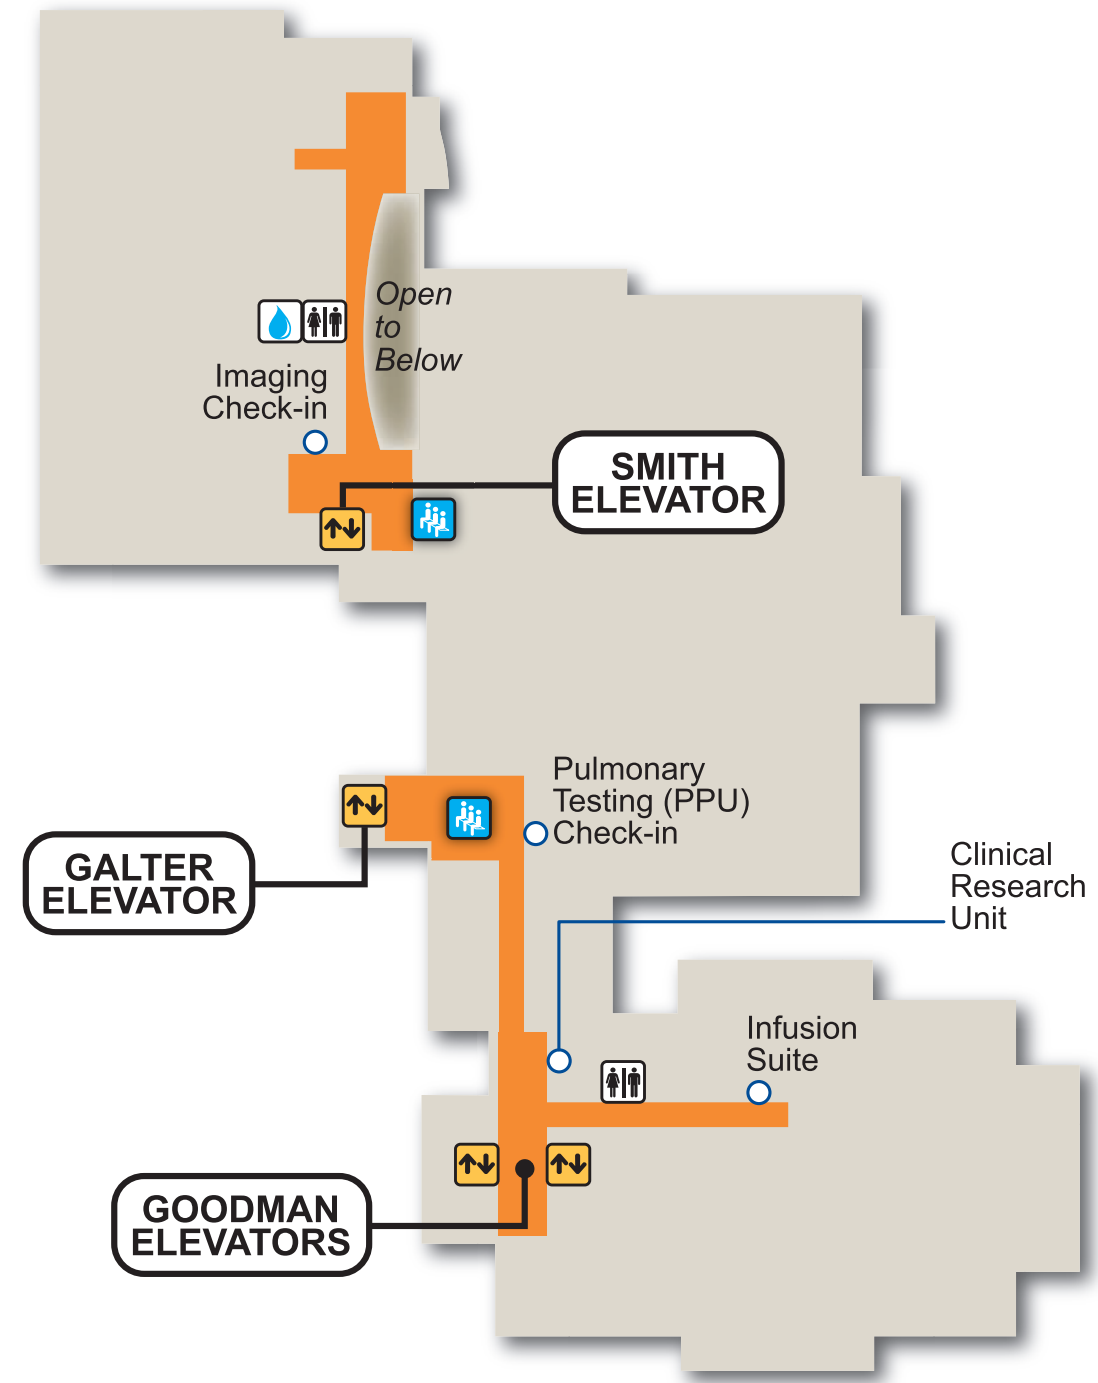 Open
to
Below
Imaging
Check-in
SMITH
ELEVATOR
Pulmonary
Testing (PPU)
Check-in
GALTER
ELEVATOR
Clinical
Research
Unit
Infusion
Suite
GOODMAN
ELEVATORS